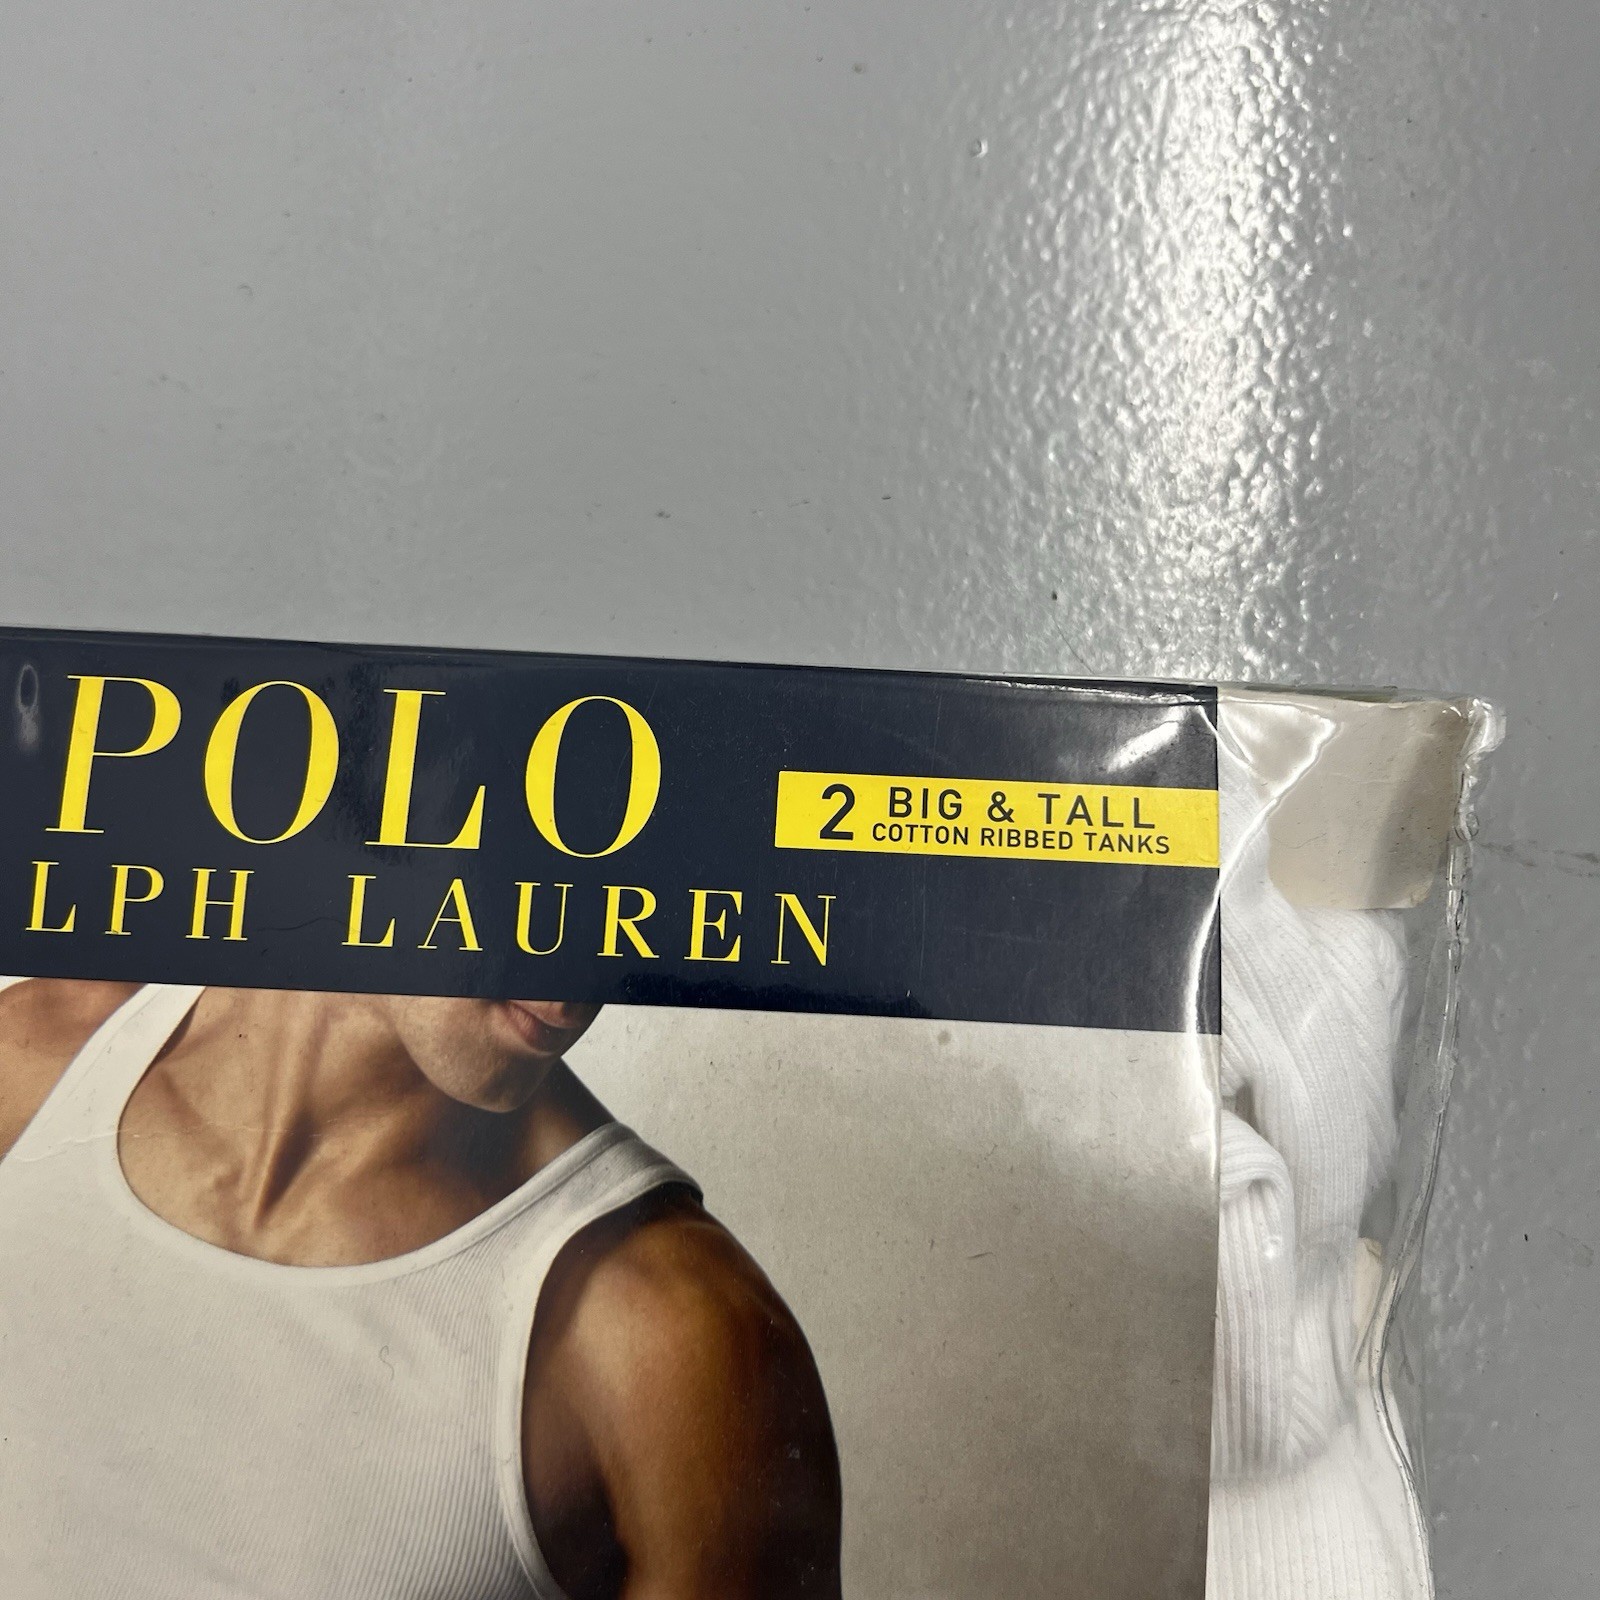 POLO
LPH LAUREN
2 BIG & TALL
COTTON RIBBED TANKS